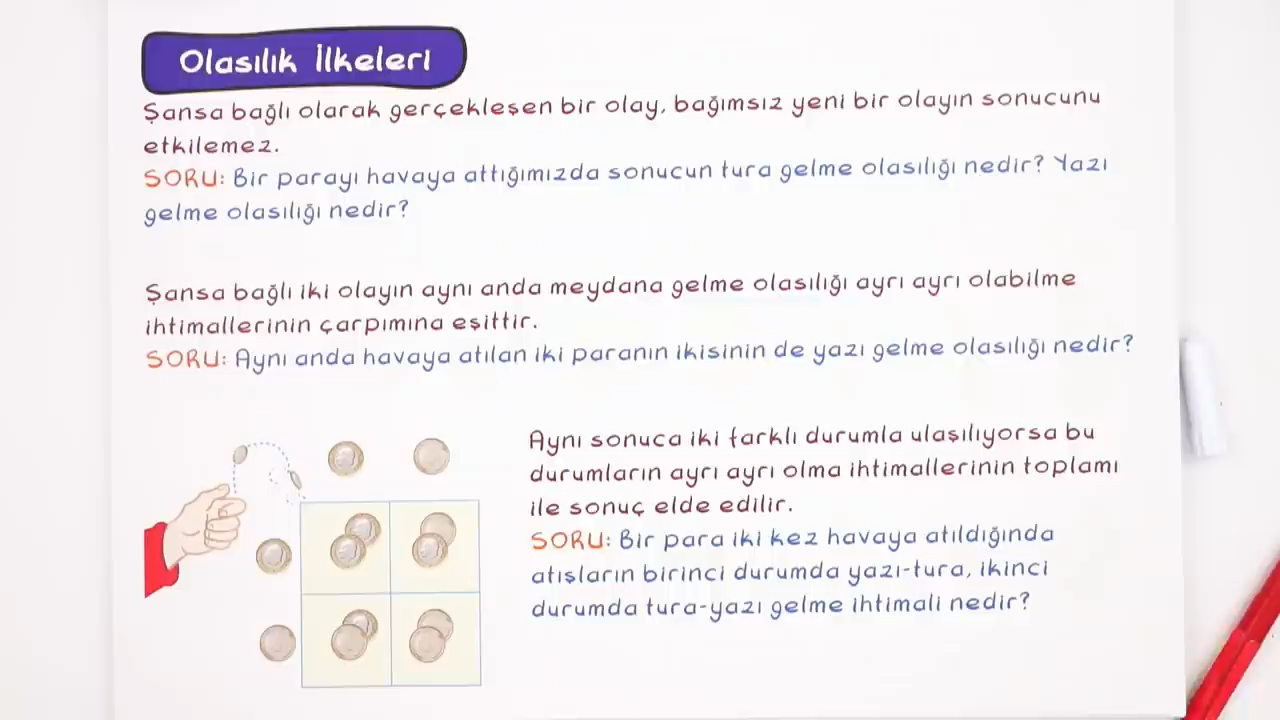 Olasılık İlkeleri
Şansa bağlı olarak gerçekleşen bir olay, bağımsız yeni bir olayın sonucunu
etkilemez.
SORU: Bir parayı havaya attığımızda sonucun tura gelme olasılığı nedir? Yazı
gelme olasılığı nedir?
Şansa bağlı iki olayın aynı anda meydana gelme olasılığı ayrı ayrı olabilme
ihtimallerinin çarpımına eşittir.
SORU: Aynı anda havaya atılan iki paranın ikisinin de yazı gelme olasılığı nedir?
Aynı sonuca iki farklı durumla ulaşılıyorsa bu
durumların ayrı ayrı olma ihtimallerinin toplamı
ile sonuç elde edilir.
SORU: Bir para iki kez havaya atıldığında
atışların birinci durumda yazı-tura, ikinci
durumda tura-yazı gelme ihtimali nedir?